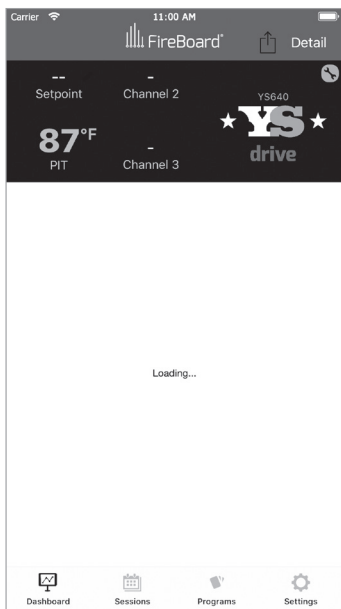 Carrier 11:00 AM
FireBoard® Detail
-- -
Setpoint Channel 2
YS640
YS
drive
87°F
PIT
-
Channel 3
Loading...
Dashboard Sessions Programs Settings